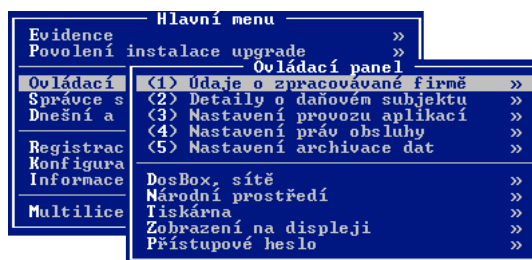 Hlavní menu
Evidence »
Povolení instalace upgrade »
Ovládací panel
Ovládací
(1) Údaje o zpracovávané firmě »
Správce s
(2) Detaily o daňovém subjektu »
Dnešní a
(3) Nastavení provozu aplikací »
(4) Nastavení práv obsluhy »
Registrac
(5) Nastavení archivace dat »
Konfigura
Informace
DosBox, sítě »
Národní prostředí »
Multilice
Tiskárna »
Zobrazení na displeji »
Přístupové heslo »